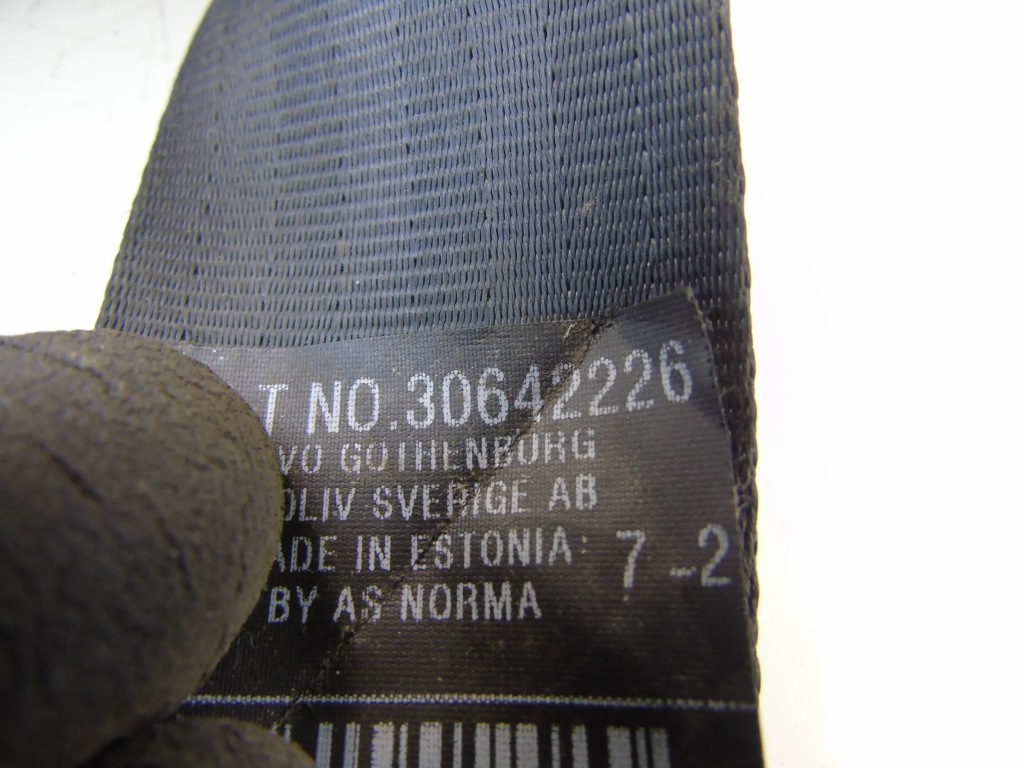 T NO.30642226
VO GOTHENBURG
OLIV SVERIGE AB
ADE IN ESTONIA: 7-2
BY AS NORMA